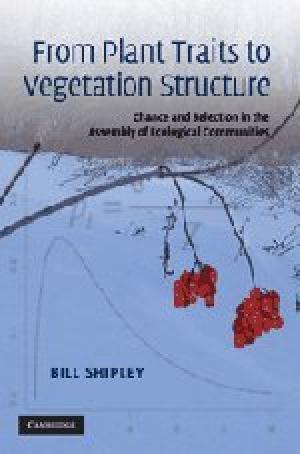 From Plant Traits to
Vegetation Structure
Chance and Selection in the
Assembly of Ecological Communities
BILL SHIPLEY
CAMBRIDGE